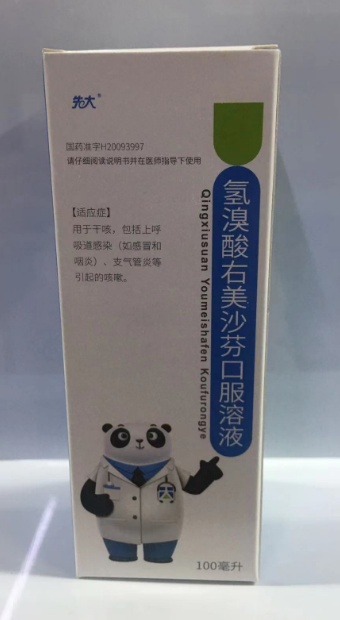 先大®
国药准字H20093997
请仔细阅读说明书并在医师指导下使用
【适应症】
用于干咳，包括上呼
吸道感染（如感冒和
咽炎）、支气管炎等
引起的咳嗽。
氢溴酸右美沙芬口服溶液
Qingxiusuan Youmeishafen Koufurongye
100毫升